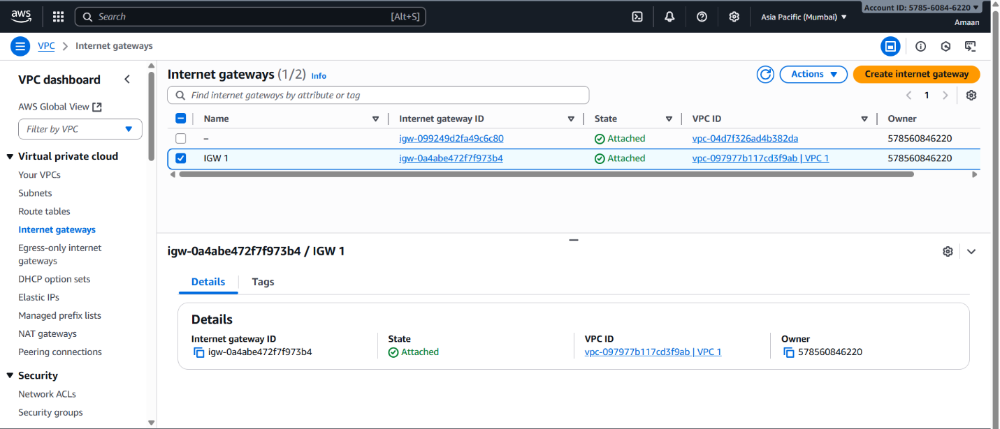 aws
Search [Alt+S]
Asia Pacific (Mumbai)
Account ID: 5785-6084-6220
Amaan
VPC > Internet gateways
VPC dashboard
AWS Global View
Filter by VPC
Virtual private cloud
Your VPCs
Subnets
Route tables
Internet gateways
Egress-only internet
gateways
DHCP option sets
Elastic IPs
Managed prefix lists
NAT gateways
Peering connections
Security
Network ACLs
Security groups
Internet gateways (1/2) Info
Actions
Create internet gateway
Find internet gateways by attribute or tag
1
Name Internet gateway ID State VPC ID Owner
– igw-099249d2fa49c6c80 Attached vpc-04d7f326ad4b382da 578560846220
IGW 1 igw-0a4abe472f7f973b4 Attached vpc-097977b117cd3f9ab | VPC 1 578560846220
igw-0a4abe472f7f973b4 / IGW 1
Details Tags
Details
Internet gateway ID State VPC ID Owner
igw-0a4abe472f7f973b4 Attached vpc-097977b117cd3f9ab | VPC 1 578560846220